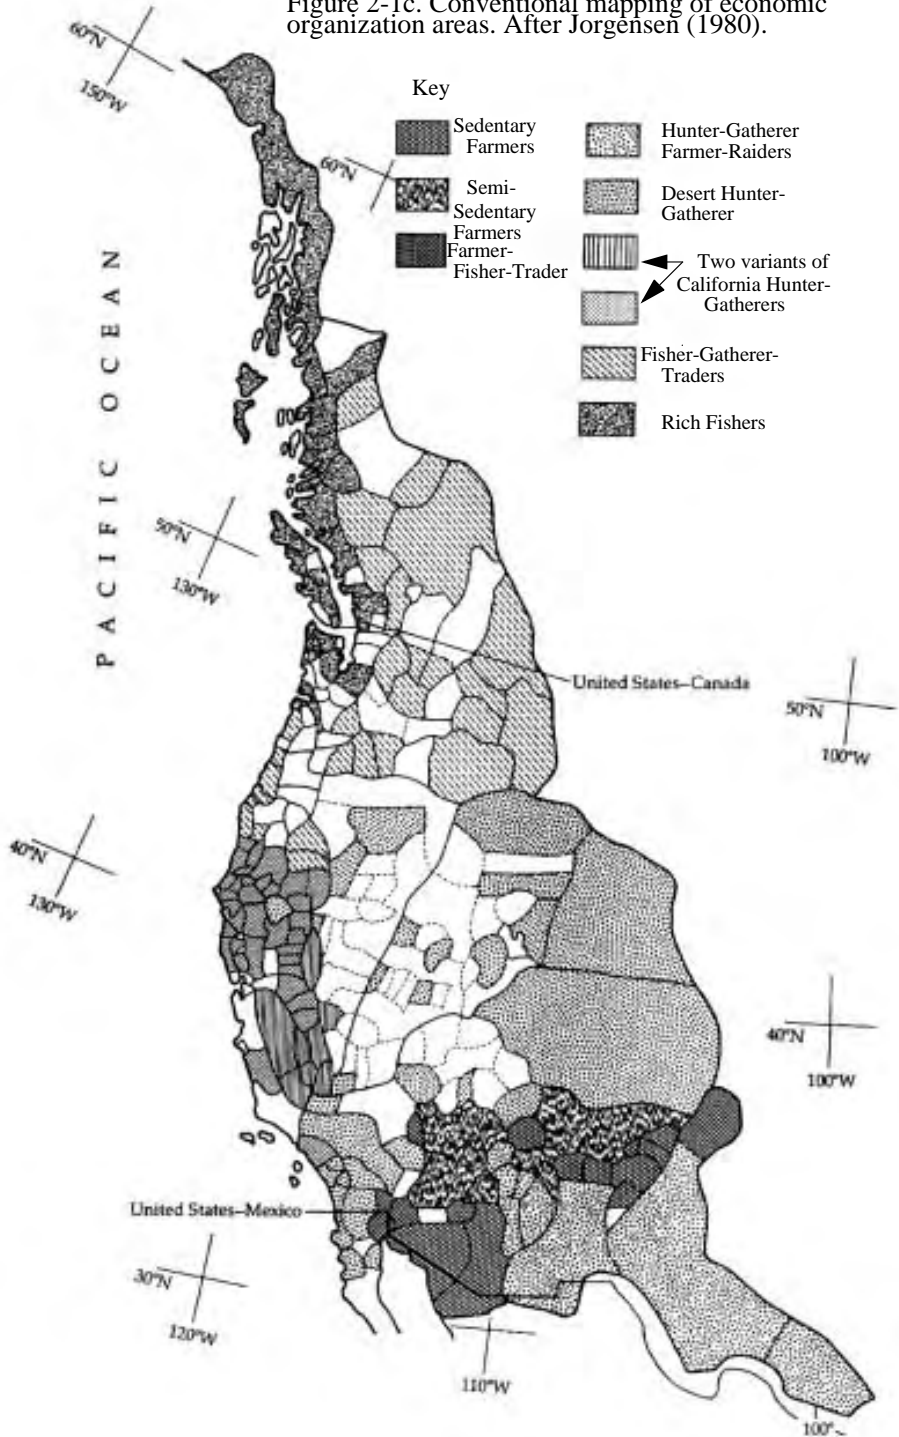 Figure 2-1c. Conventional mapping of economic
organization areas. After Jorgensen (1980).
Key
Sedentary
Farmers
Semi-
Sedentary
Farmers
Farmer-
Fisher-Trader
Hunter-Gatherer
Farmer-Raiders
Desert Hunter-
Gatherer
Two variants of
California Hunter-
Gatherers
Fisher-Gatherer-
Traders
Rich Fishers
60°N
150°W
60°N
PACIFIC OCEAN
50°N
130°W
United States–Canada
50°N
100°W
40°N
130°W
40°N
100°W
United States–Mexico
30°N
120°W
110°W
100°